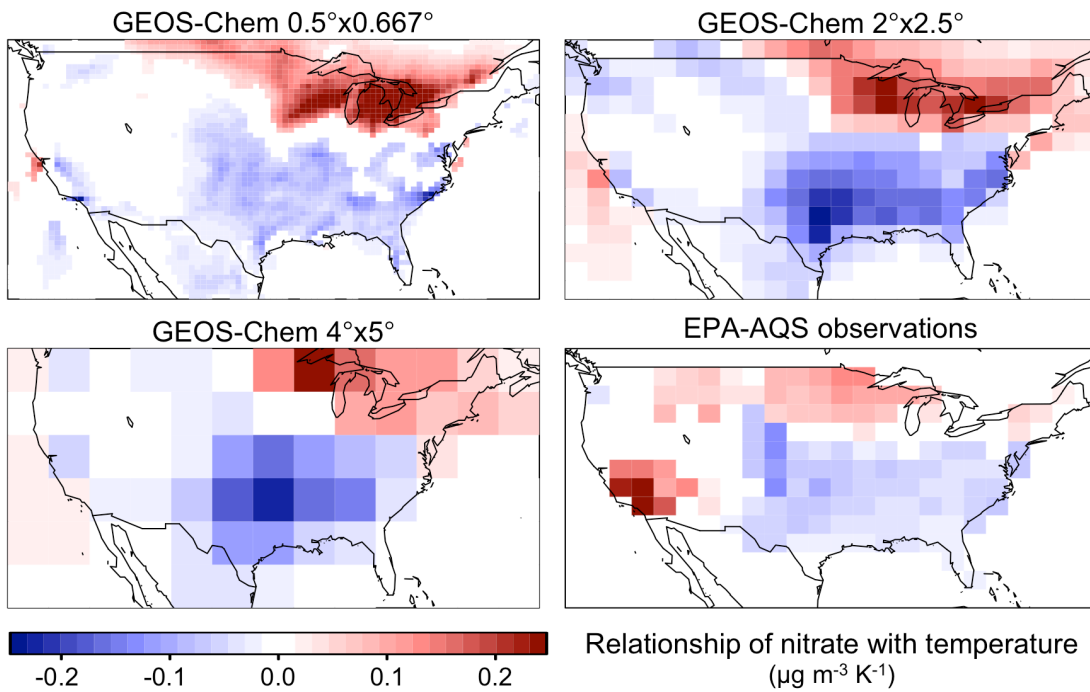 GEOS-Chem 0.5°x0.667°
GEOS-Chem 2°x2.5°
GEOS-Chem 4°x5°
EPA-AQS observations
-0.2 -0.1 0.0 0.1 0.2
Relationship of nitrate with temperature
(µg m⁻³ K⁻¹)